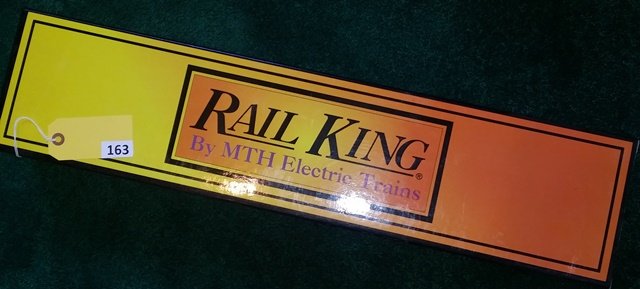 RAIL KING®
By MTH Electric Trains
163